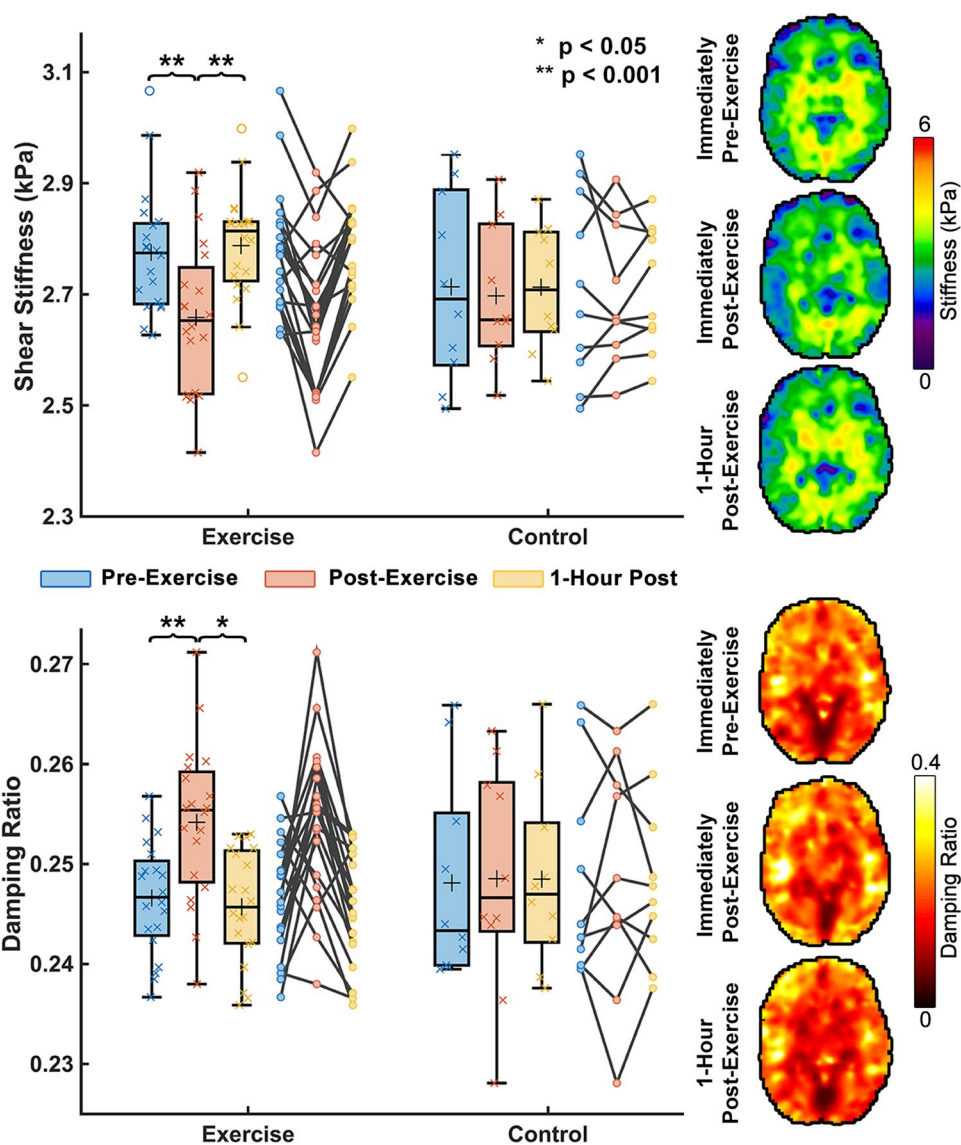 * p < 0.05
** p < 0.001
** **
Shear Stiffness (kPa)
3.1
2.9
2.7
2.5
2.3
Exercise
Control
Immediately
Pre-Exercise
Immediately
Post-Exercise
1-Hour
Post-Exercise
6
Stiffness (kPa)
0
Pre-Exercise
Post-Exercise
1-Hour Post
** *
Damping Ratio
0.27
0.26
0.25
0.24
0.23
Exercise
Control
Immediately
Pre-Exercise
Immediately
Post-Exercise
1-Hour
Post-Exercise
0.4
Damping Ratio
0